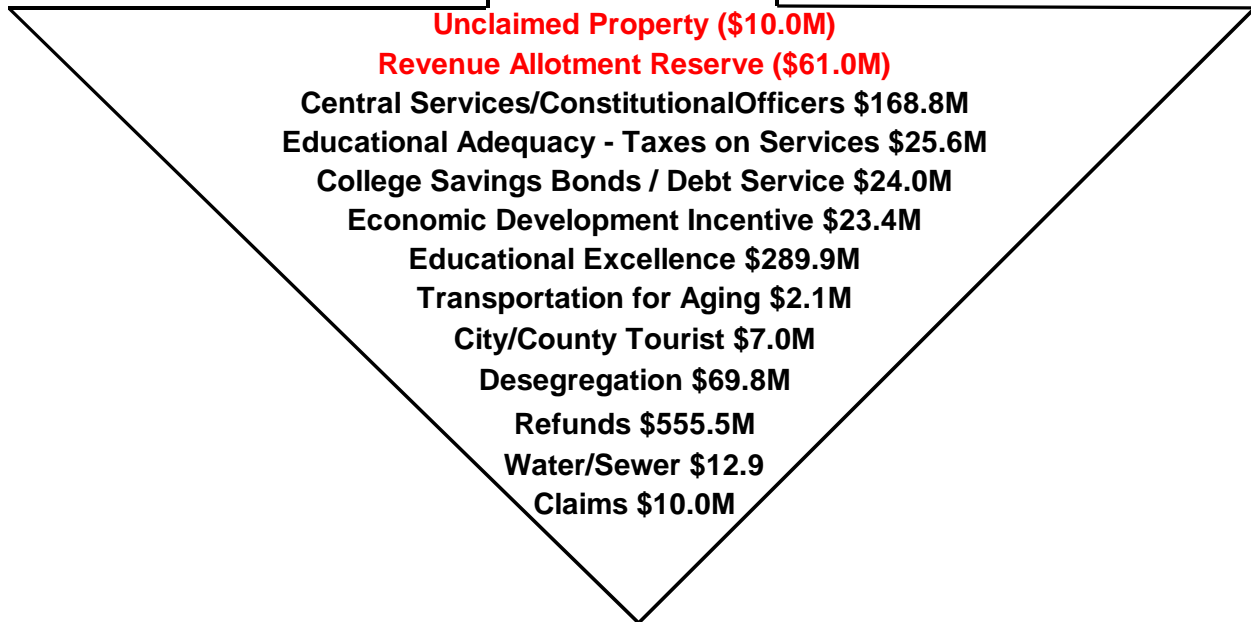 Unclaimed Property ($10.0M)
Revenue Allotment Reserve ($61.0M)
Central Services/ConstitutionalOfficers $168.8M
Educational Adequacy - Taxes on Services $25.6M
College Savings Bonds / Debt Service $24.0M
Economic Development Incentive $23.4M
Educational Excellence $289.9M
Transportation for Aging $2.1M
City/County Tourist $7.0M
Desegregation $69.8M
Refunds $555.5M
Water/Sewer $12.9
Claims $10.0M